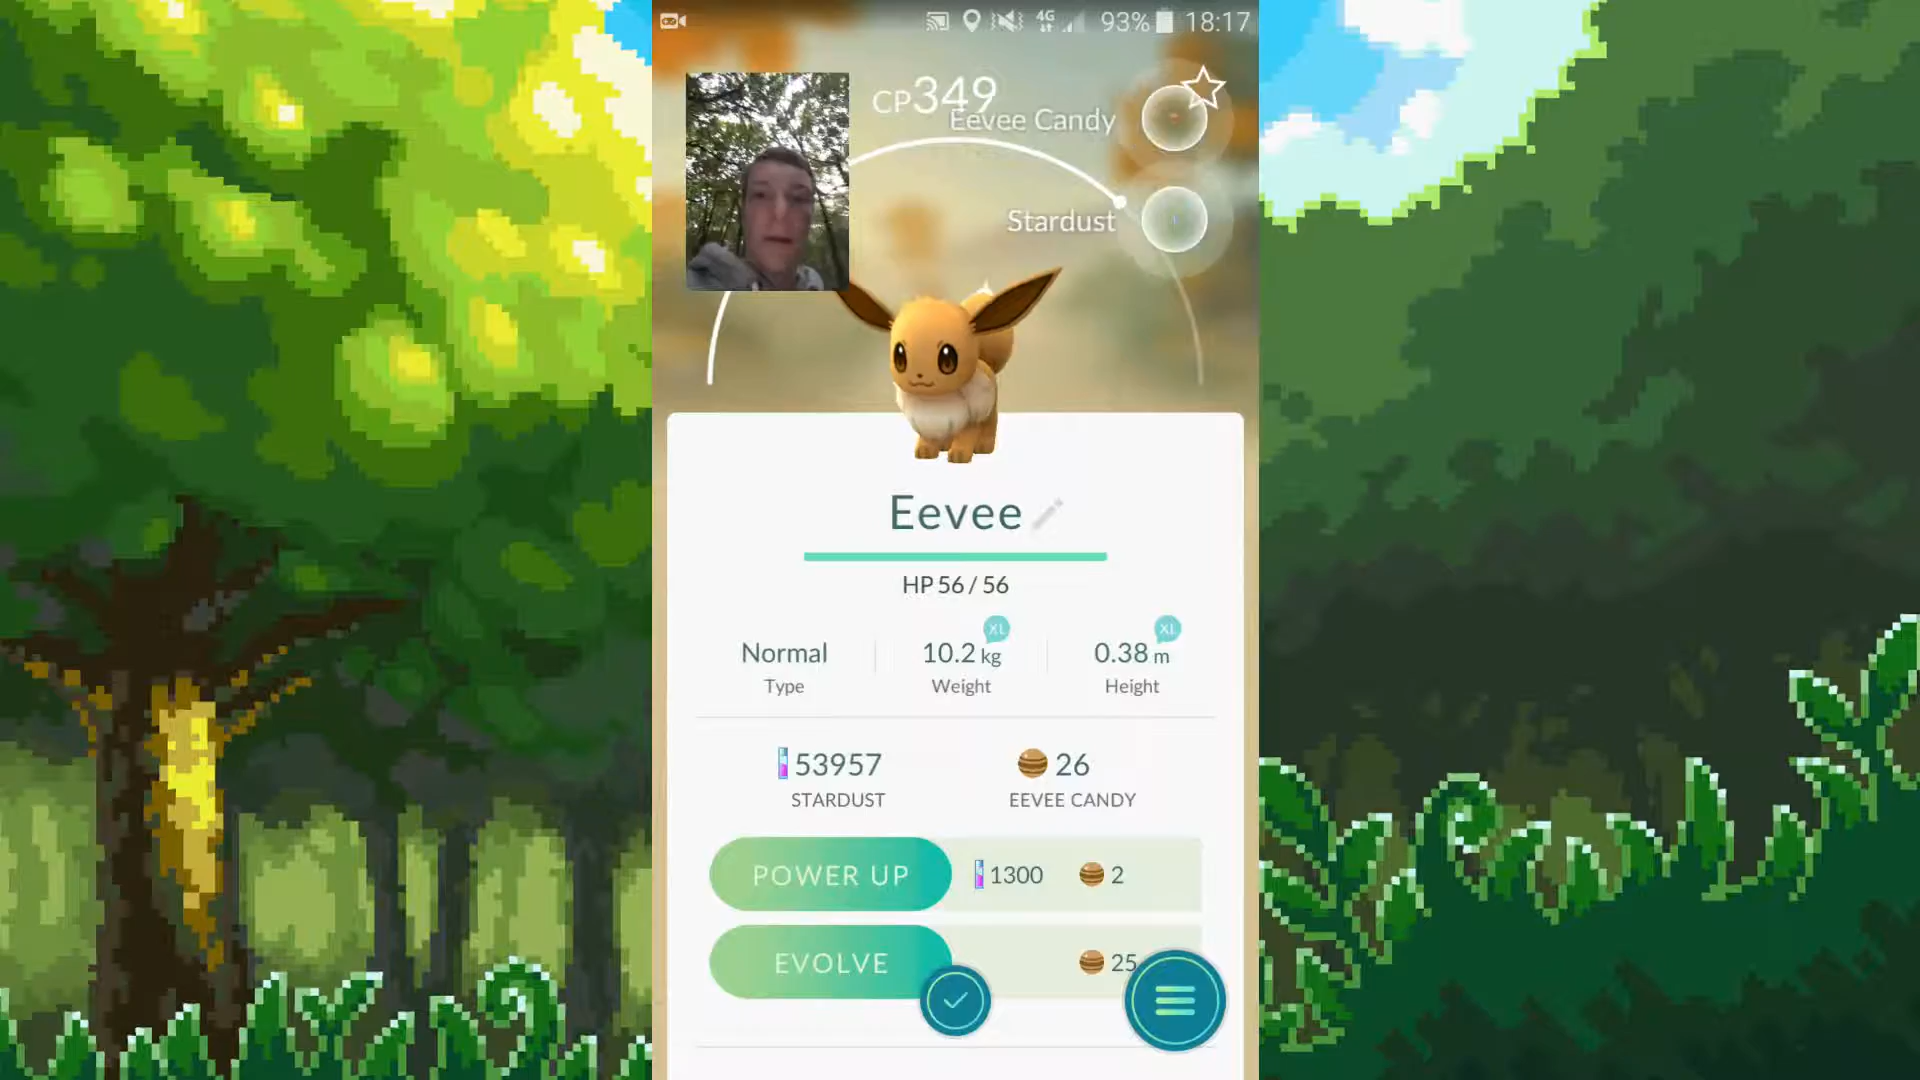 4G 93% 18:17
CP349
Eevee Candy
Stardust
Eevee
HP 56 / 56
XL XL
Normal 10.2 kg 0.38 m
Type Weight Height
53957 26
STARDUST EEVEE CANDY
POWER UP 1300 2
EVOLVE 25